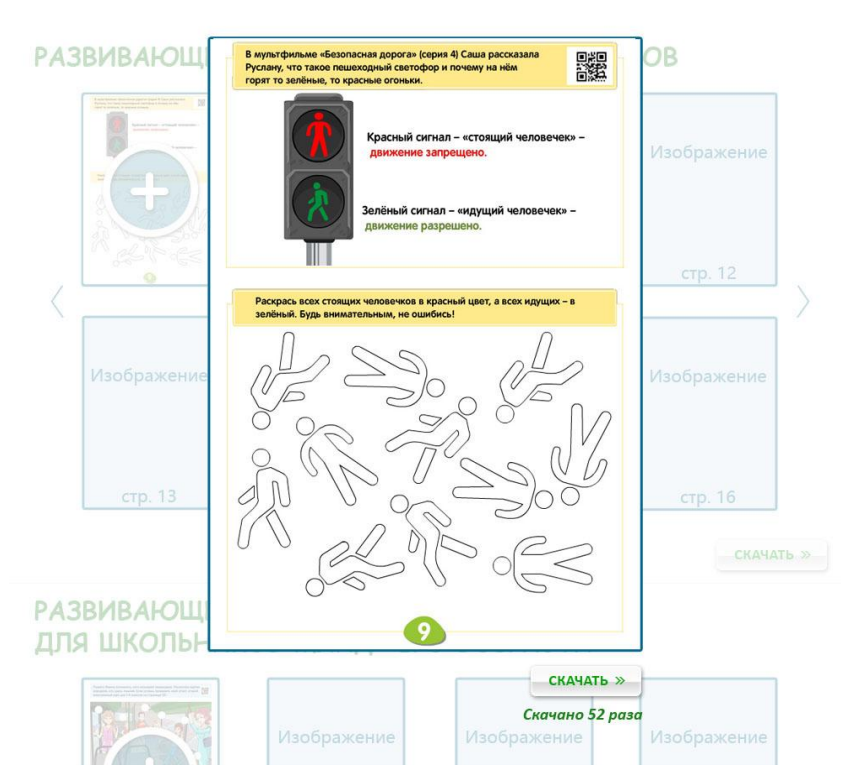 РАЗВИВАЮЩИ
ОВ
В мультфильме «Безопасная дорога» (серия 4) Саша рассказала
Руслану, что такое пешеходный светофор и почему на нём
горят то зелёные, то красные огоньки.
Красный сигнал – «стоящий человечек» –
движение запрещено.
Зелёный сигнал – «идущий человечек» –
движение разрешено.
Изображение
стр. 12
Раскрась всех стоящих человечков в красный цвет, а всех идущих – в
зелёный. Будь внимательным, не ошибись!
Изображение
стр. 13
Изображение
стр. 16
9
СКАЧАТЬ »
РАЗВИВАЮЩИ
ДЛЯ ШКОЛЬН
СКАЧАТЬ »
Скачано 52 раза
Изображение
Изображение
Изображение